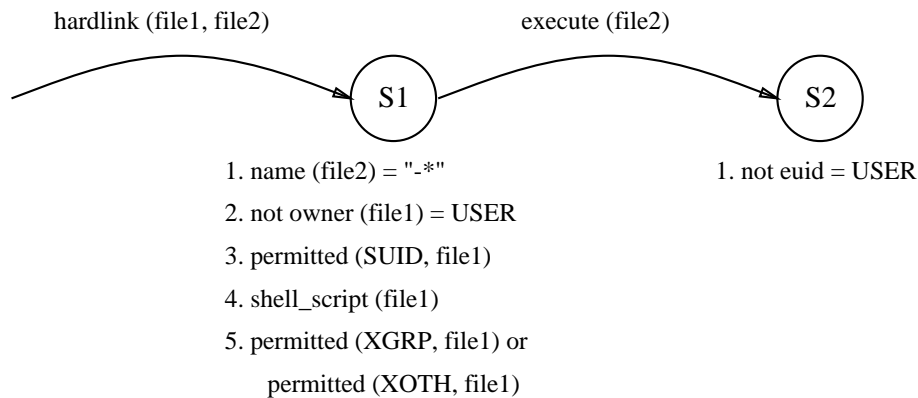 hardlink (file1, file2)
execute (file2)
S1
S2
1. name (file2) = "-*"
2. not owner (file1) = USER
3. permitted (SUID, file1)
4. shell_script (file1)
5. permitted (XGRP, file1) or
permitted (XOTH, file1)
1. not euid = USER